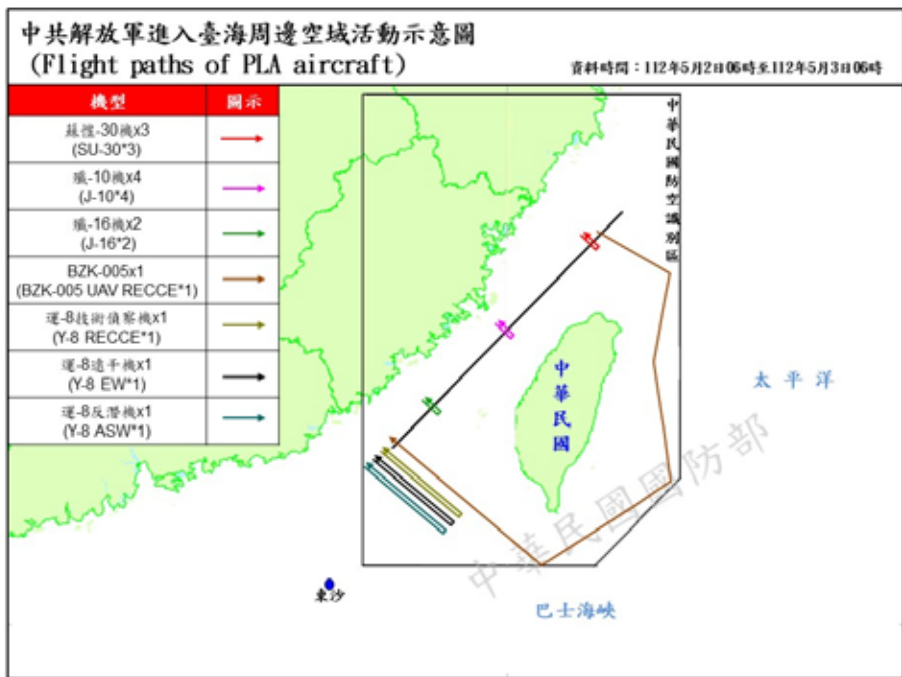 中共解放軍進入臺海周邊空域活動示意圖
(Flight paths of PLA aircraft)
資料時間：112年5月2日06時至112年5月3日06時
機型 圖示
蘇愷-30機x3
(SU-30*3)
殲-10機x4
(J-10*4)
殲-16機x2
(J-16*2)
BZK-005x1
(BZK-005 UAV RECCE*1)
運-8技術偵察機x1
(Y-8 RECCE*1)
運-8遠干機x1
(Y-8 EW*1)
運-8反潛機x1
(Y-8 ASW*1)
中華民國防空識別區
中華民國
太平洋
中華民國國防部
東沙
巴士海峽